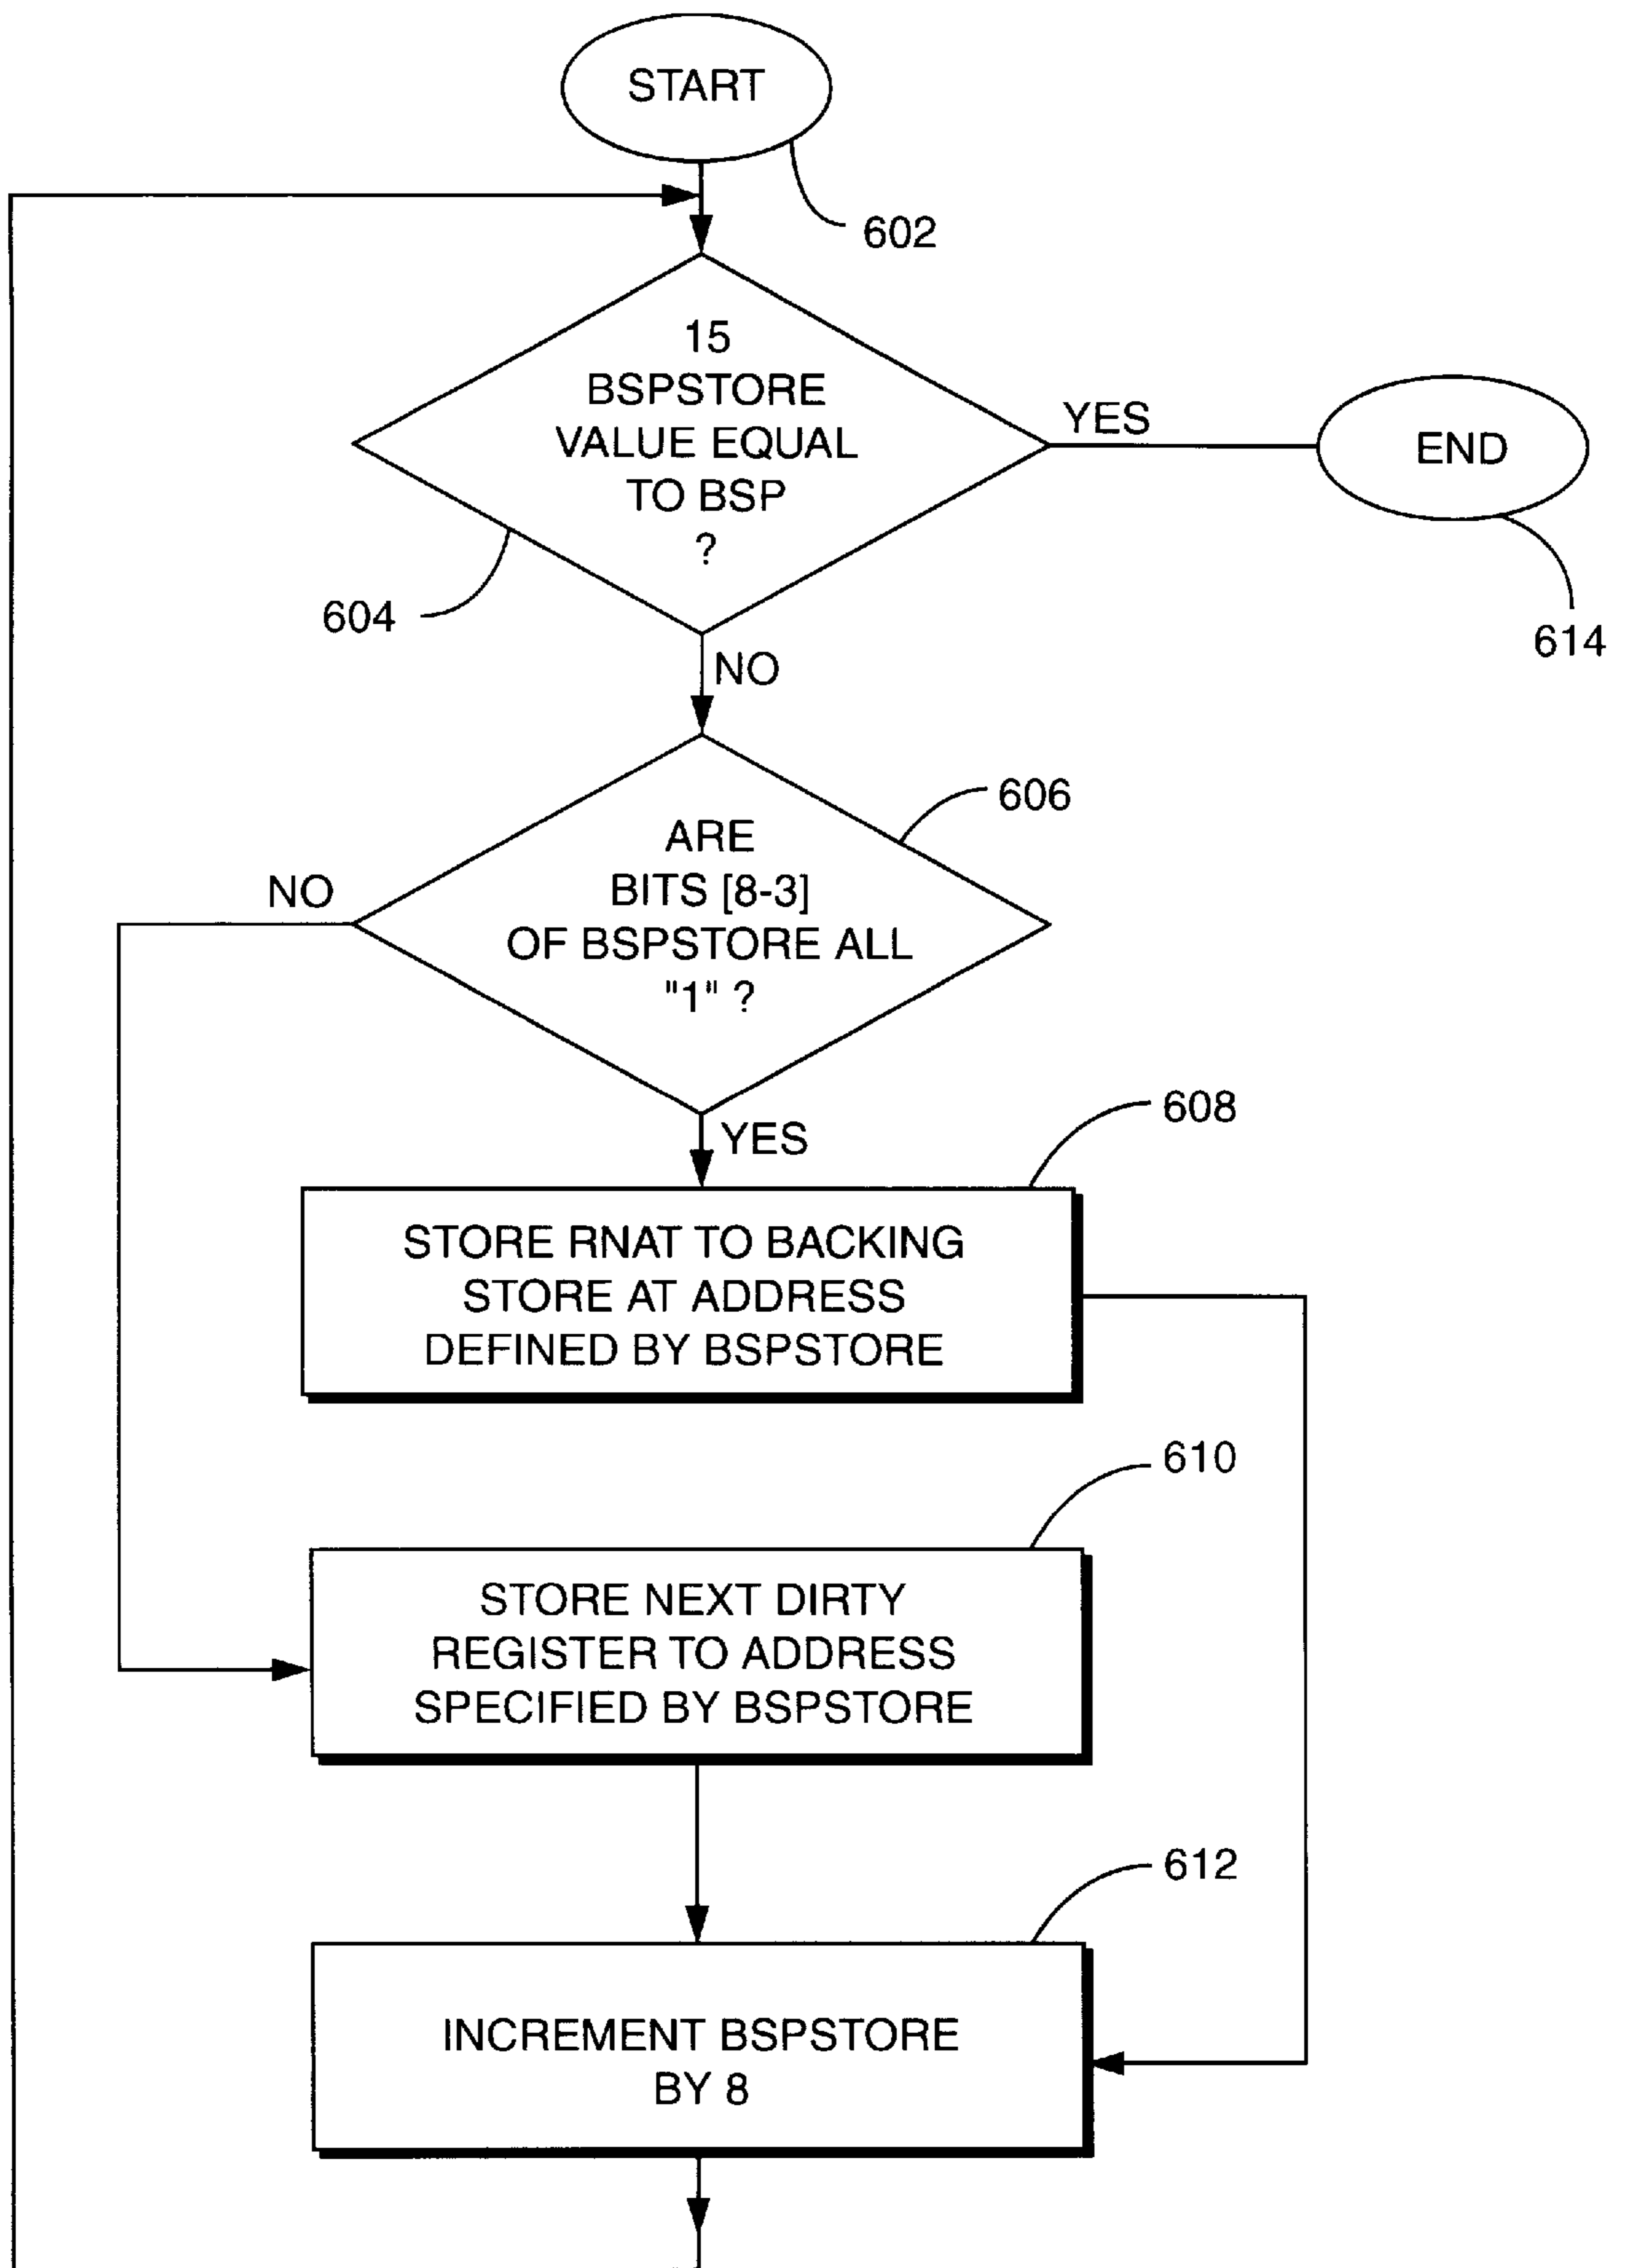 START
602
15
BSPSTORE
VALUE EQUAL
TO BSP
?
YES
END
604
614
NO
606
ARE
BITS [8-3]
OF BSPSTORE ALL
"1" ?
NO
YES
608
STORE RNAT TO BACKING
STORE AT ADDRESS
DEFINED BY BSPSTORE
610
STORE NEXT DIRTY
REGISTER TO ADDRESS
SPECIFIED BY BSPSTORE
612
INCREMENT BSPSTORE
BY 8